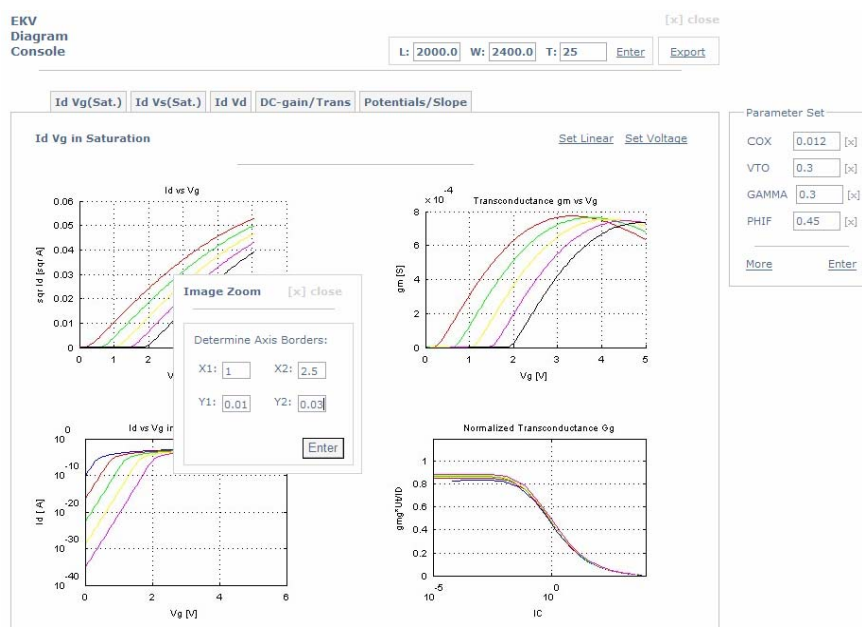 EKV
Diagram
Console
[x] close
L: 2000.0 W: 2400.0 T: 25 Enter
Export
Id Vg(Sat.) Id Vs(Sat.) Id Vd DC-gain/Trans Potentials/Slope
Id Vg in Saturation
Set Linear Set Voltage
Parameter Set
COX 0.012 [x]
VTO 0.3 [x]
GAMMA 0.3 [x]
PHIF 0.45 [x]
More Enter
Id vs Vg
sqr Id [sqr A]
0.06
0.05
0.04
0.03
0.02
0.01
0
0 1 2
Transconductance gm vs Vg
x 10 -4
gm [S]
8
6
4
2
0
0 1 2 3 4 5
Vg [V]
Image Zoom [x] close
Determine Axis Borders:
X1: 1 X2: 2.5
Y1: 0.01 Y2: 0.03
Enter
Id vs Vg in
Id [ A]
10 0
10 -10
10 -20
10 -30
10 -40
0 2 4 6
Vg [V]
Normalized Transconductance Gg
gmg*Ut/ID
1
0.8
0.6
0.4
0.2
0
10 -5 10 0
IC